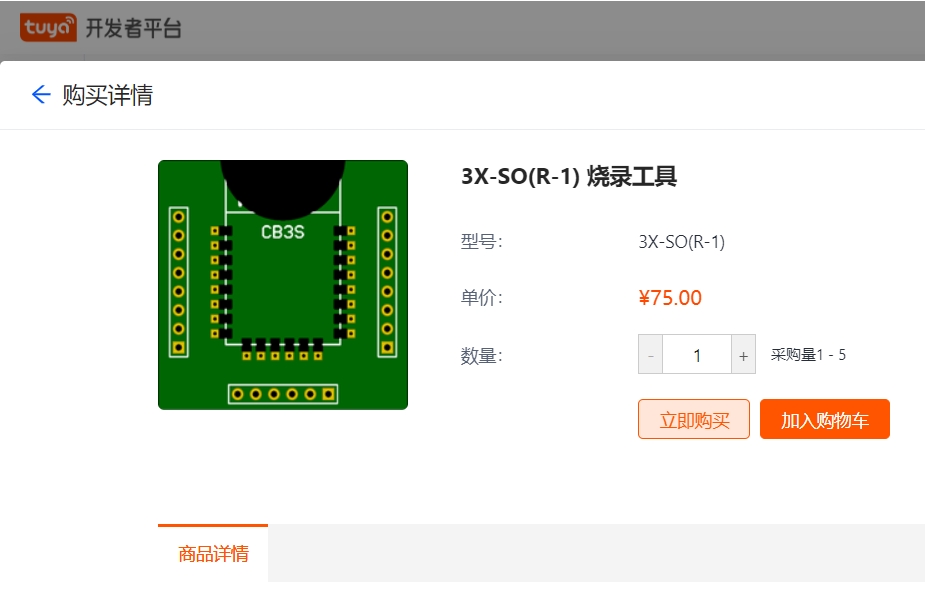 tuya 开发者平台
购买详情
CB3S
3X-SO(R-1) 烧录工具
型号: 3X-SO(R-1)
单价: ¥75.00
数量: - 1 + 采购量1 - 5
立即购买 加入购物车
商品详情